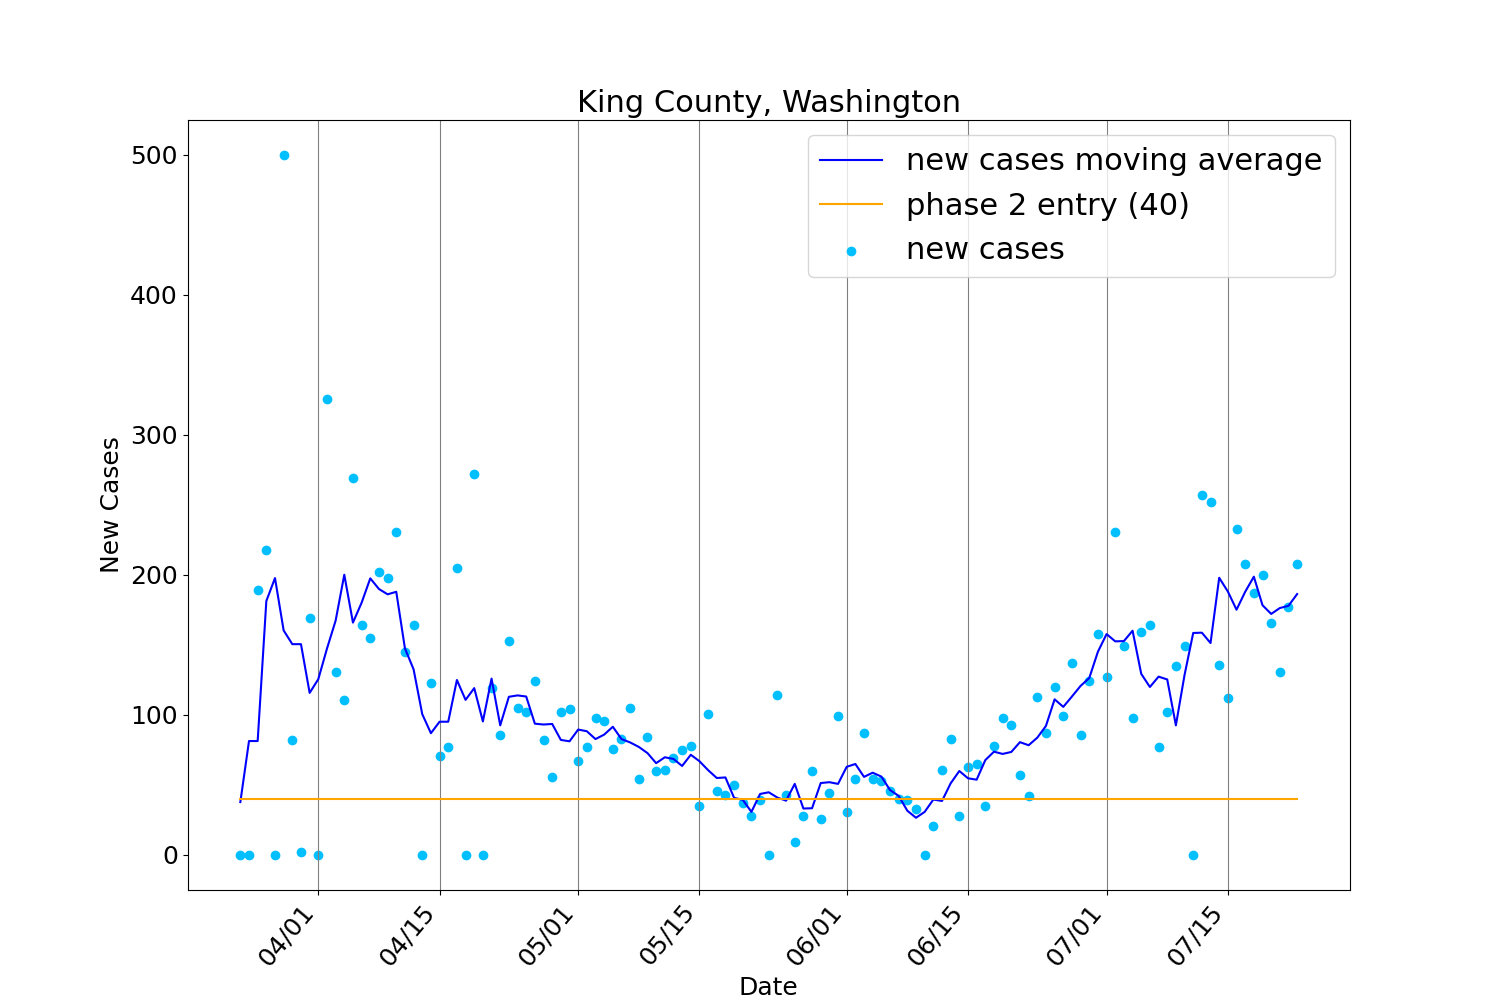 King County, Washington
new cases moving average
phase 2 entry (40)
new cases
500
400
300
200
100
0
New Cases
04/01
04/15
05/01
05/15
06/01
06/15
07/01
07/15
Date